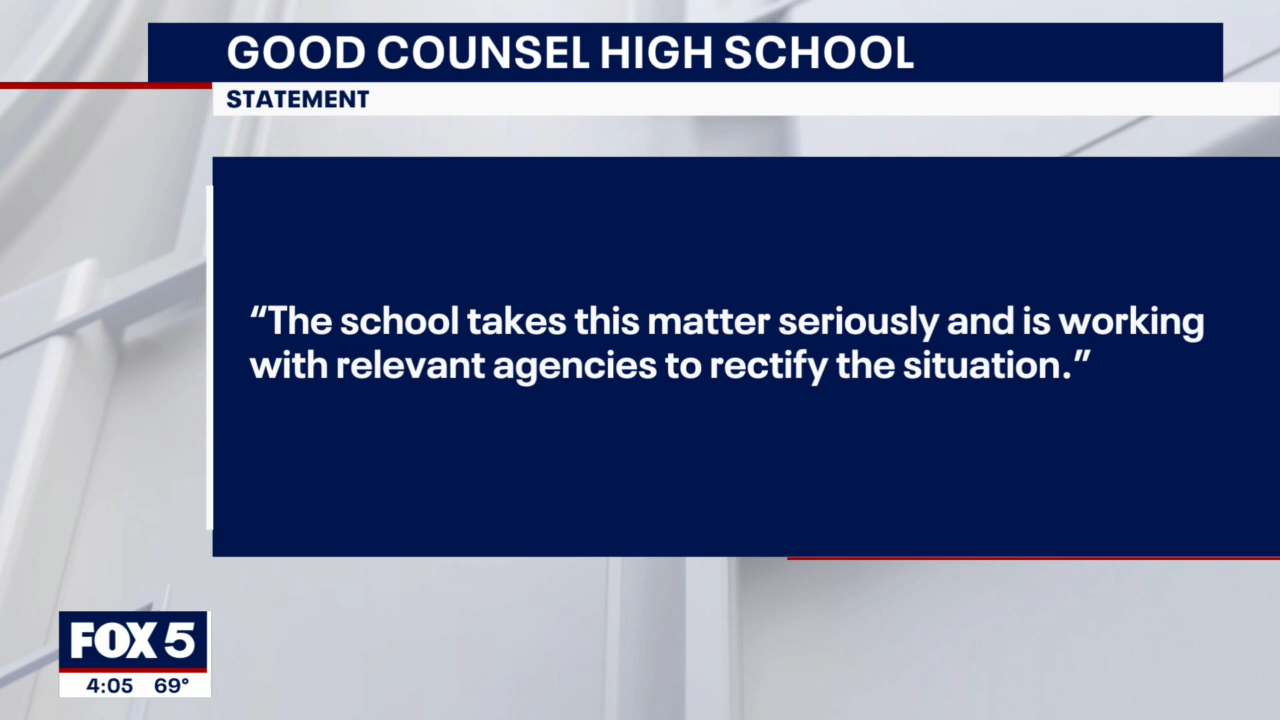 GOOD COUNSEL HIGH SCHOOL
STATEMENT
“The school takes this matter seriously and is working
with relevant agencies to rectify the situation.”
FOX 5
4:05 69°